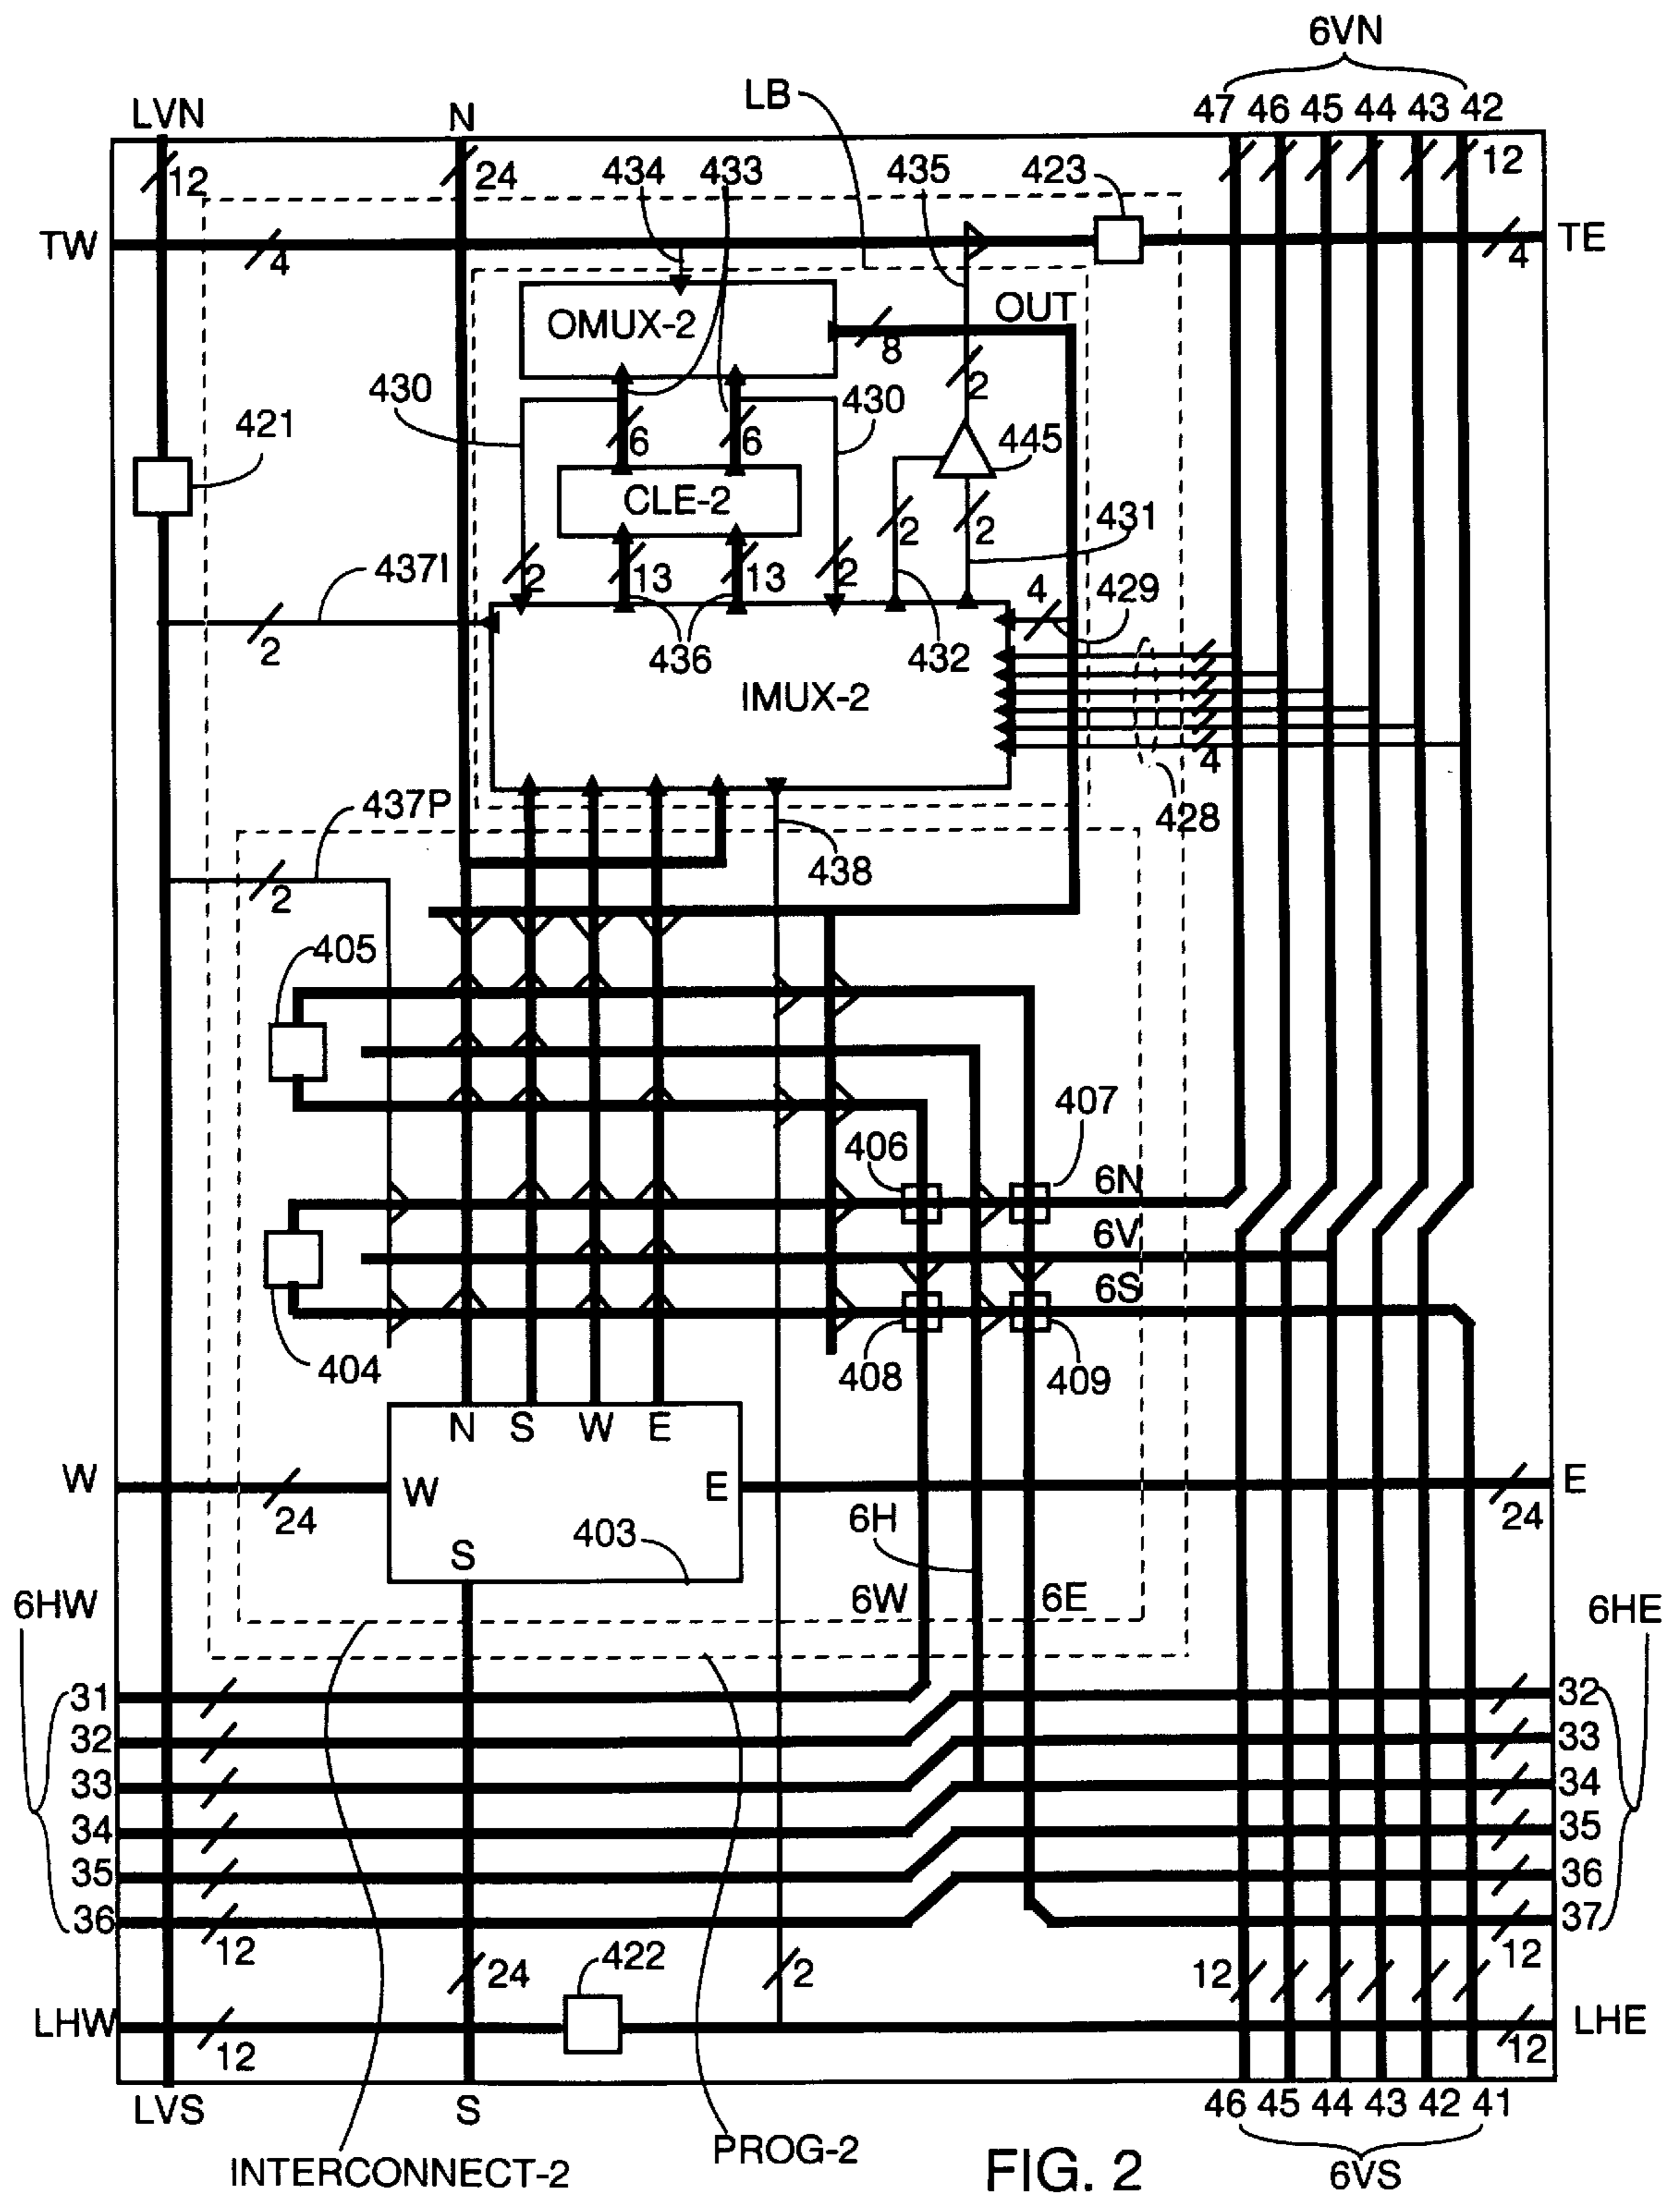 6VN
LB
LVN N 47 46 45 44 43 42
12 24 434 433 435 423 12
TW 4 4 TE
OMUX-2 OUT
8
430 2 430
421 6 6 445
CLE-2
2 2 431
437I 2 13 13 2 4 429
2 436 432
IMUX-2
4
437P 428
2 438
405
407
406 6N
6V
6S
404 408 409
N S W E
W W E E
24 6H 24
403
S
6HW 6W 6E 6HE
31 32
32 33
33 34
34 35
35 36
36 37
12 12
422
24 2 12
LHW LHE
12 12
LVS S 46 45 44 43 42 41
INTERCONNECT-2 PROG-2 FIG. 2 6VS